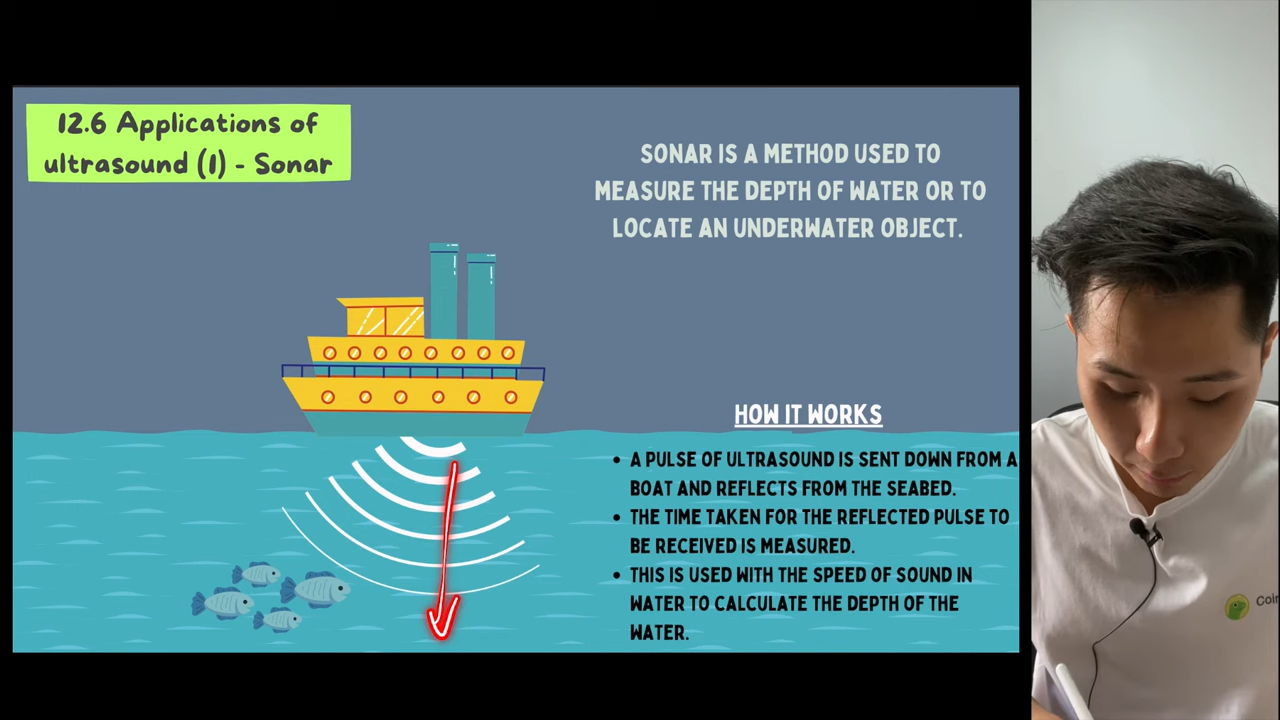 12.6 Applications of
ultrasound (1) - Sonar
SONAR IS A METHOD USED TO
MEASURE THE DEPTH OF WATER OR TO
LOCATE AN UNDERWATER OBJECT.
HOW IT WORKS
• A PULSE OF ULTRASOUND IS SENT DOWN FROM A
BOAT AND REFLECTS FROM THE SEABED.
• THE TIME TAKEN FOR THE REFLECTED PULSE TO
BE RECEIVED IS MEASURED.
• THIS IS USED WITH THE SPEED OF SOUND IN
WATER TO CALCULATE THE DEPTH OF THE
WATER.